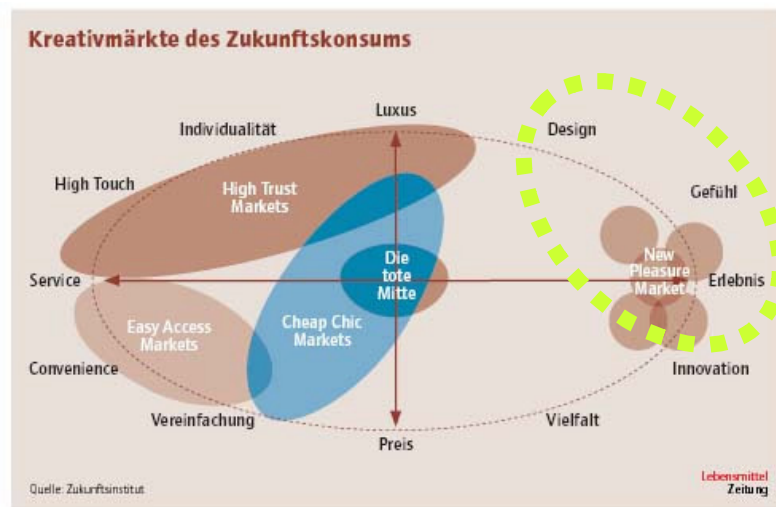 Kreativmärkte des Zukunftskonsums
Luxus
Individualität
Design
High Touch
High Trust
Markets
Gefühl
Die
tote
Mitte
New
Pleasure
Market
Service
Erlebnis
Easy Access
Markets
Cheap Chic
Markets
Convenience
Innovation
Vereinfachung
Vielfalt
Preis
Quelle: Zukunftsinstitut
Lebensmittel
Zeitung